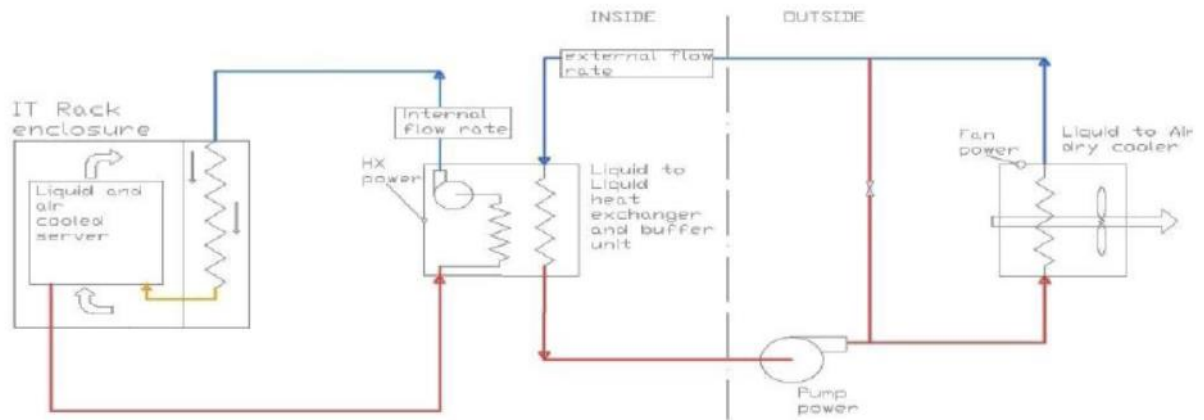 INSIDE
OUTSIDE
external flow
rate
IT Rack
enclosure
Internal
flow rate
Fan
power
Liquid to Air
dry cooler
HX
power
Liquid and
air
cooled
server
Liquid to
Liquid
heat
exchanger
and buffer
unit
Pump
power